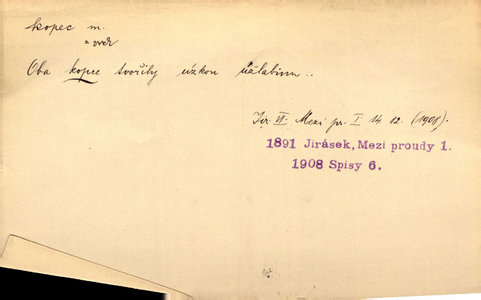 kopec m.
= vrch
Oba kopce tvořily úzkou úžlabinu..
Jir. VI. Mezi pr. I 14 12. (1908).
1891 Jirásek, Mezi proudy 1.
1908 Spisy 6.